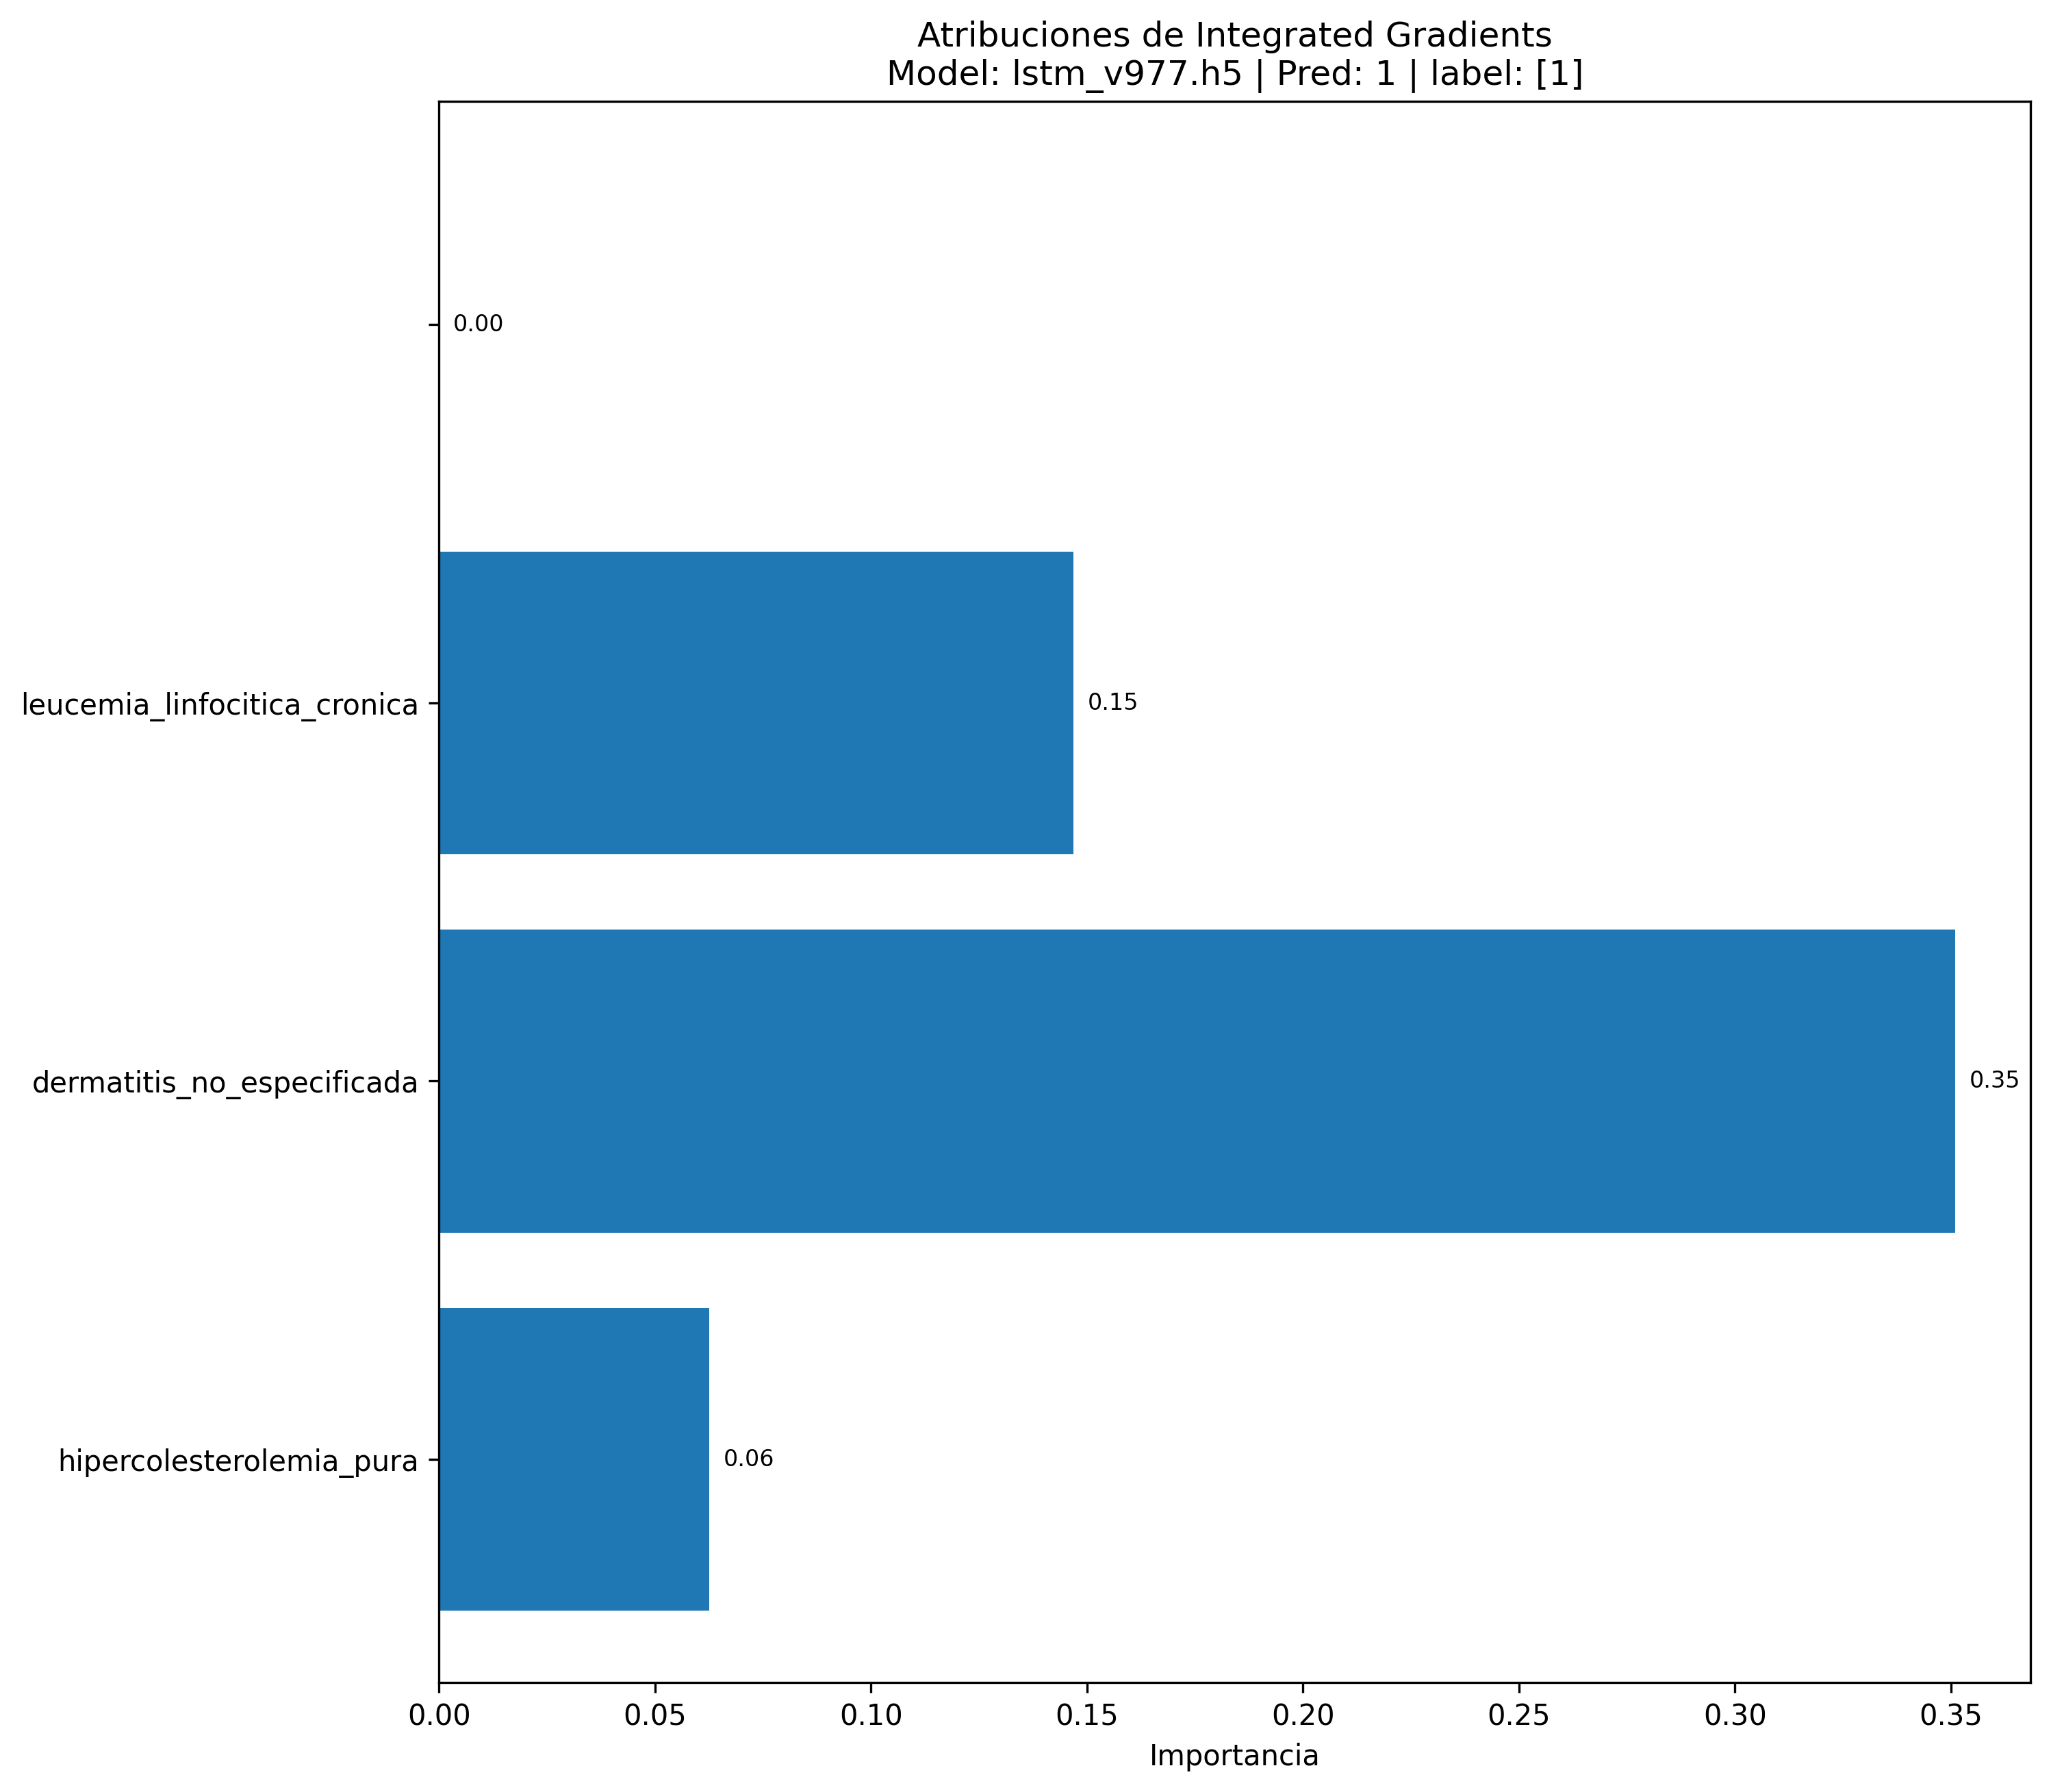 Atribuciones de Integrated Gradients
Model: lstm_v977.h5 | Pred: 1 | label: [1]
0.00
leucemia_linfocitica_cronica
0.15
dermatitis_no_especificada
0.35
hipercolesterolemia_pura
0.06
0.00 0.05 0.10 0.15 0.20 0.25 0.30 0.35
Importancia